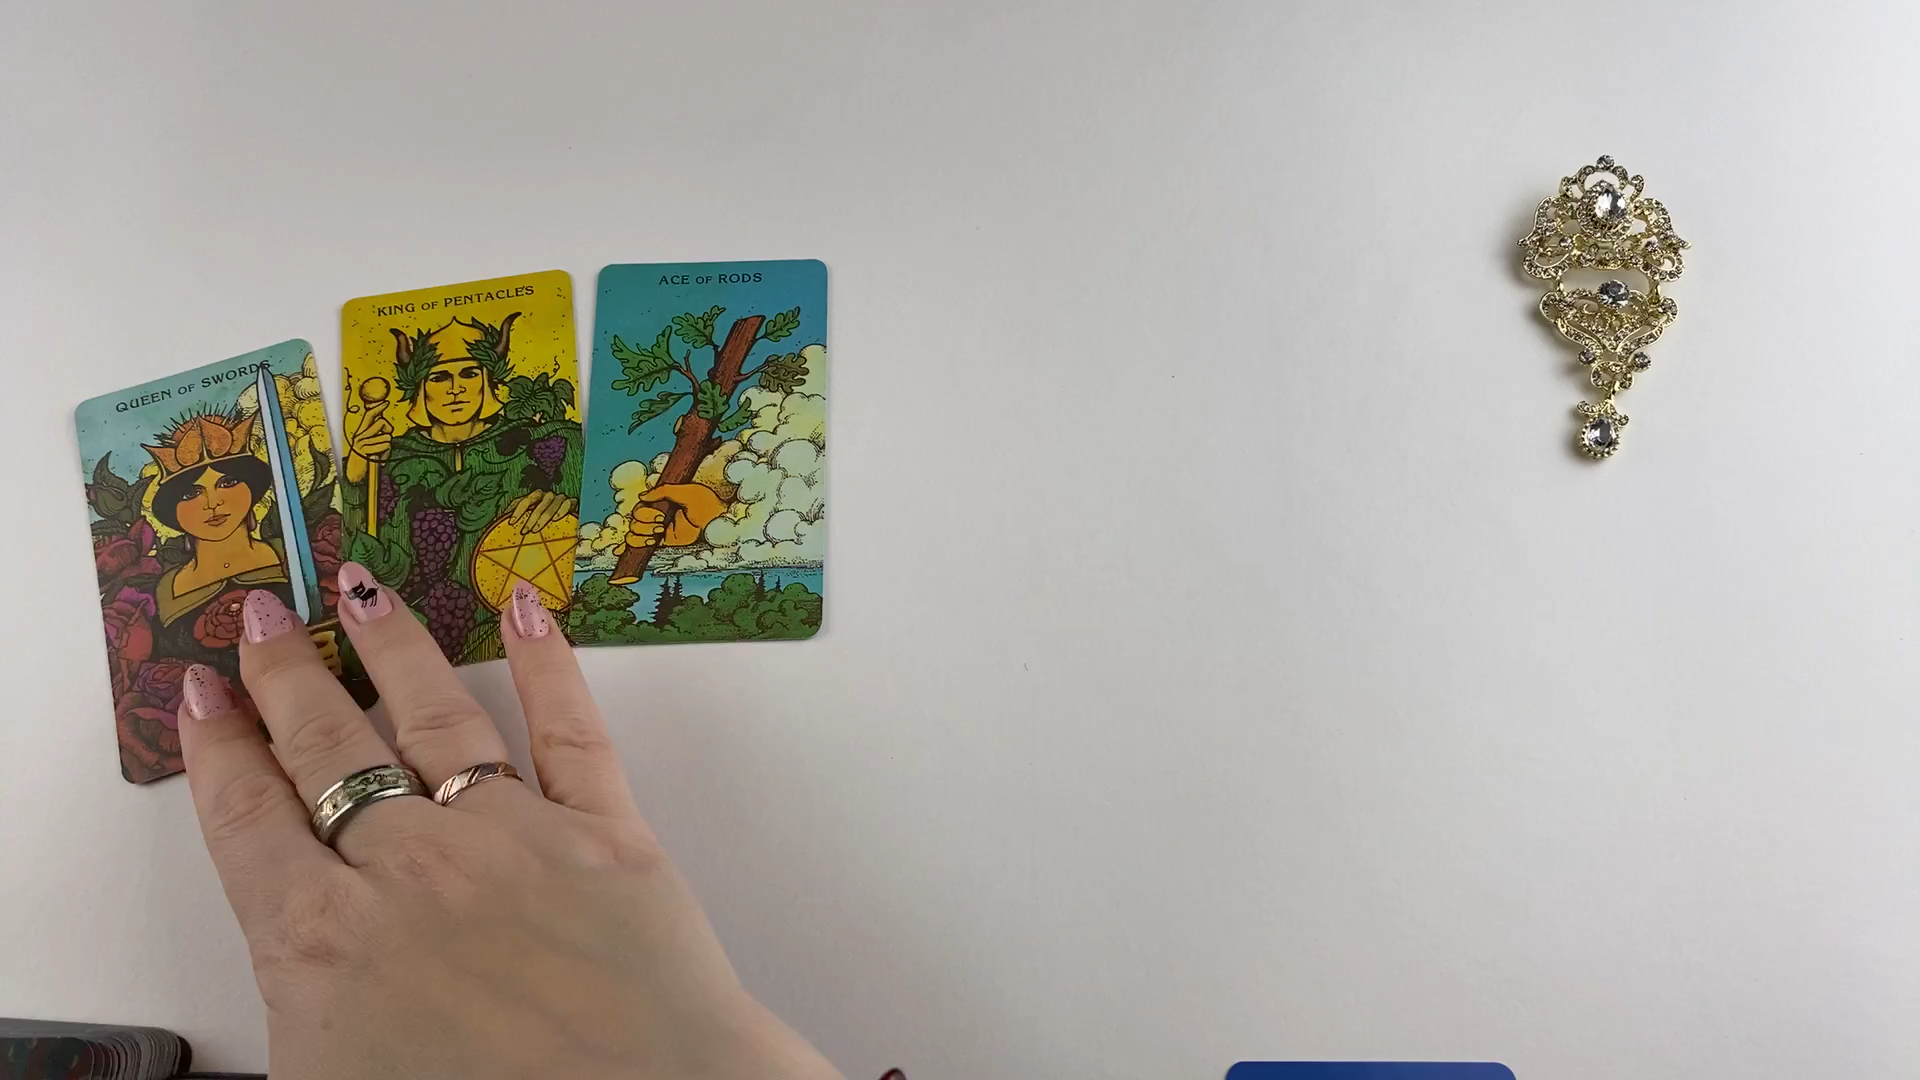 QUEEN OF SWORDS
KING OF PENTACLES
ACE OF RODS